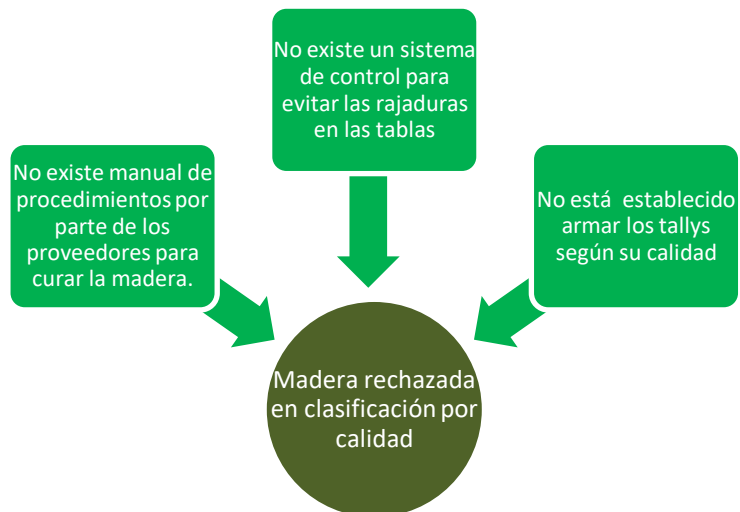 No existe un sistema
de control para
evitar las rajaduras
en las tablas
No existe manual de
procedimientos por
parte de los
proveedores para
curar la madera.
No está establecido
armar los tallys
según su calidad
Madera rechazada
en clasificación por
calidad